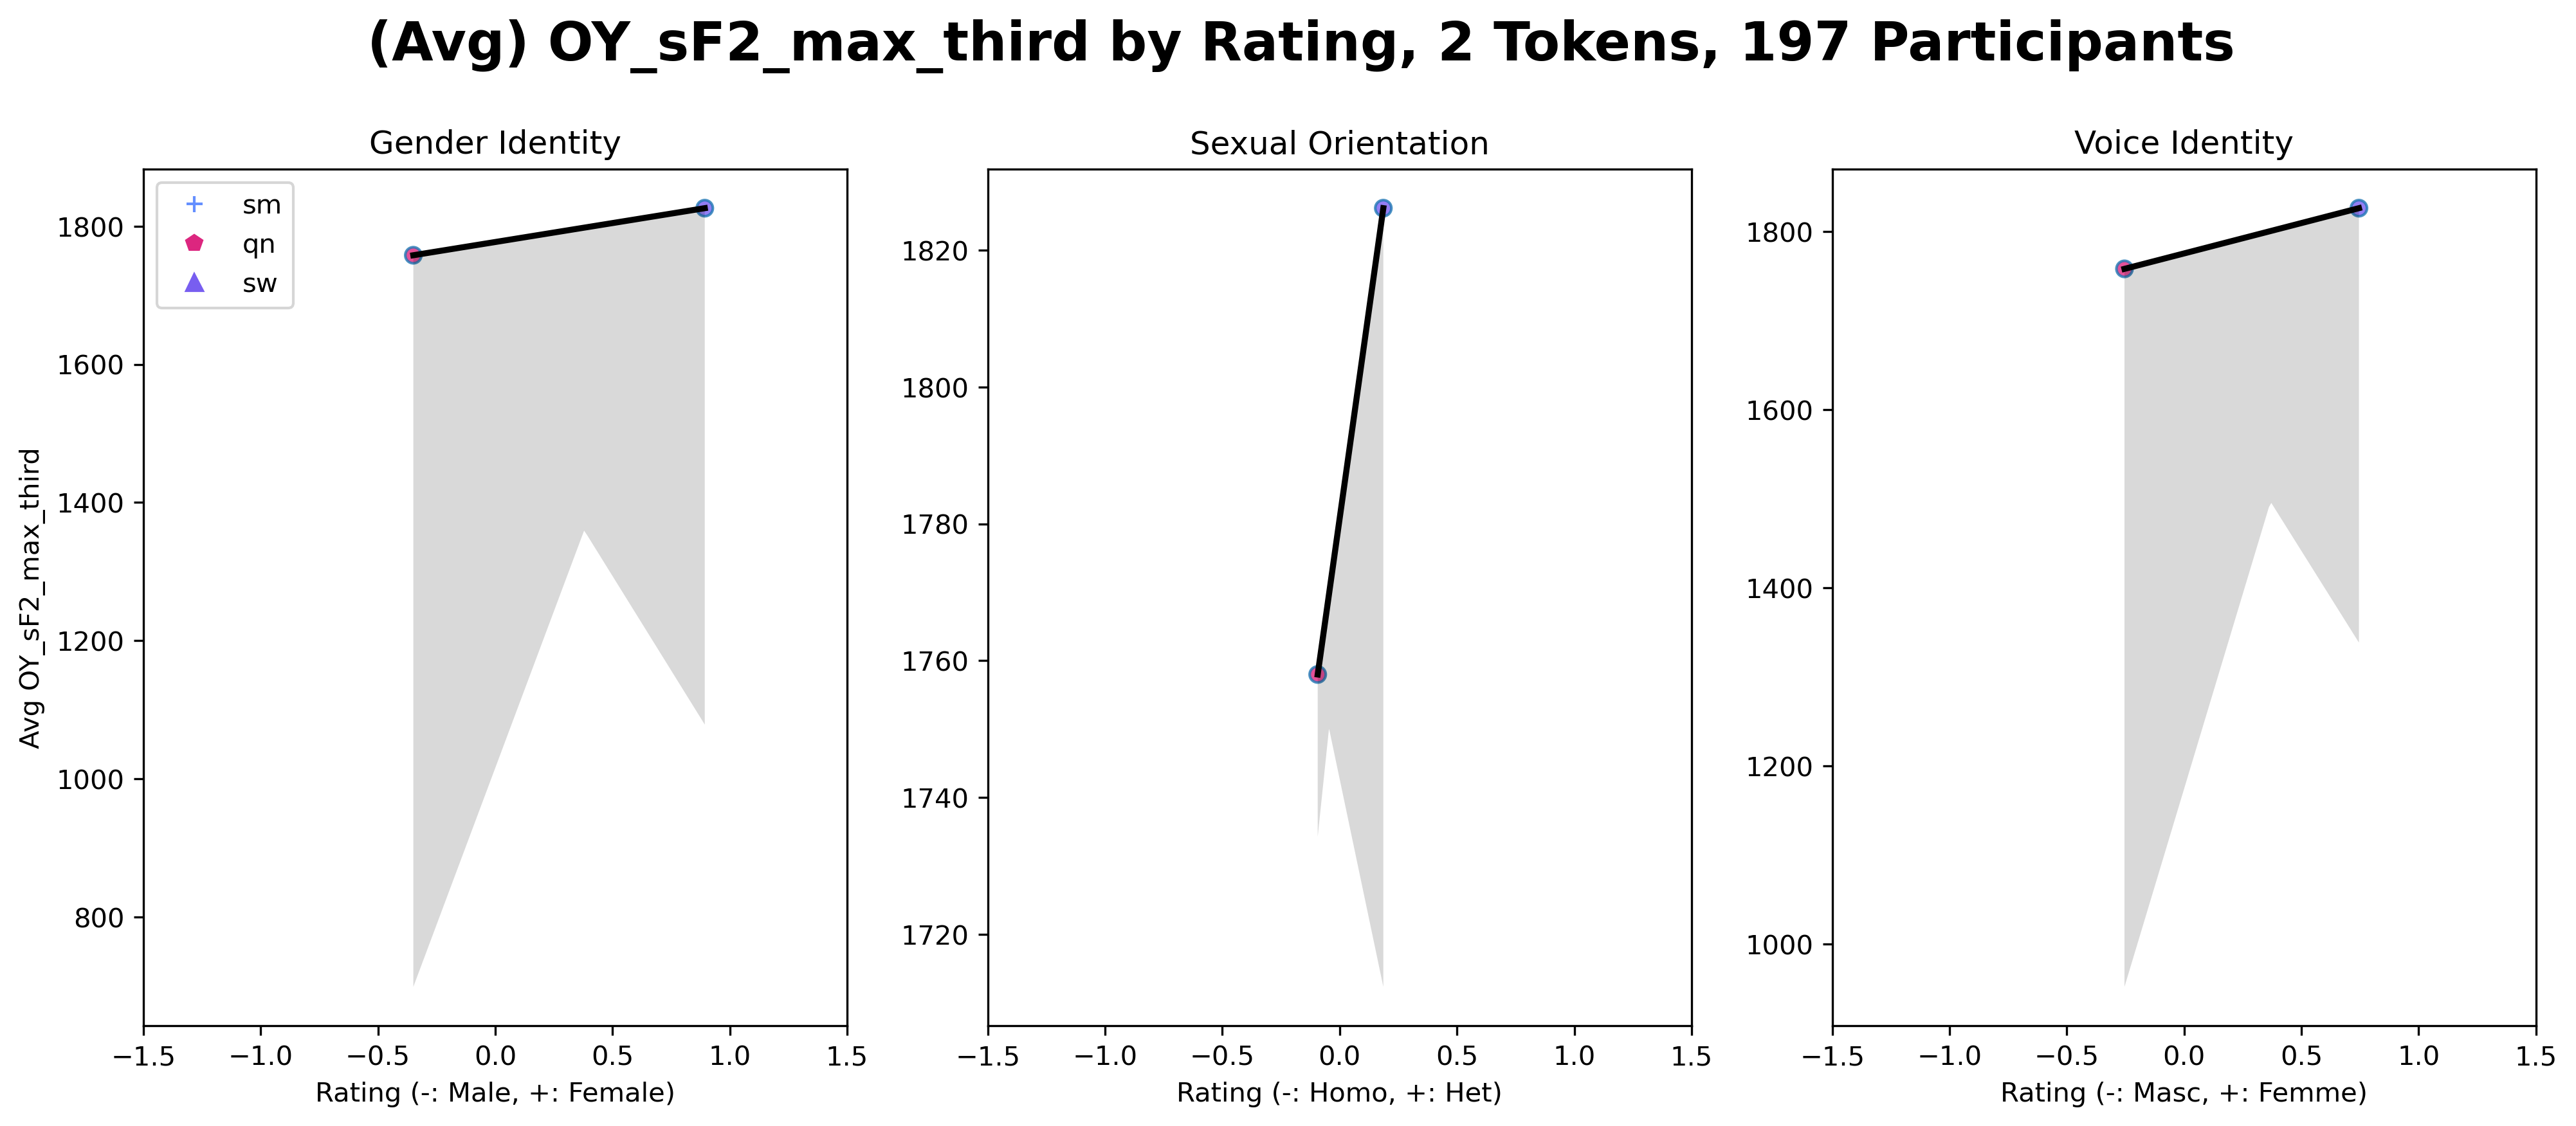 (Avg) OY_sF2_max_third by Rating, 2 Tokens, 197 Participants
Gender Identity
sm
qn
sw
1800
1600
1400
1200
1000
800
Avg OY_sF2_max_third
−1.5 −1.0 −0.5 0.0 0.5 1.0 1.5
Rating (-: Male, +: Female)
Sexual Orientation
1820
1800
1780
1760
1740
1720
−1.5 −1.0 −0.5 0.0 0.5 1.0 1.5
Rating (-: Homo, +: Het)
Voice Identity
1800
1600
1400
1200
1000
−1.5 −1.0 −0.5 0.0 0.5 1.0 1.5
Rating (-: Masc, +: Femme)